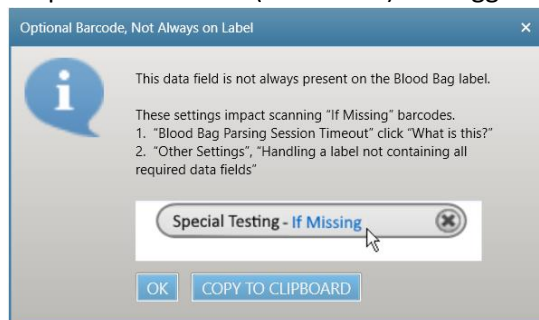 Optional Barcode, Not Always on Label
This data field is not always present on the Blood Bag label.
These settings impact scanning “If Missing” barcodes.
1. “Blood Bag Parsing Session Timeout” click “What is this?”
2. “Other Settings”, “Handling a label not containing all
required data fields”
Special Testing - If Missing
OK COPY TO CLIPBOARD